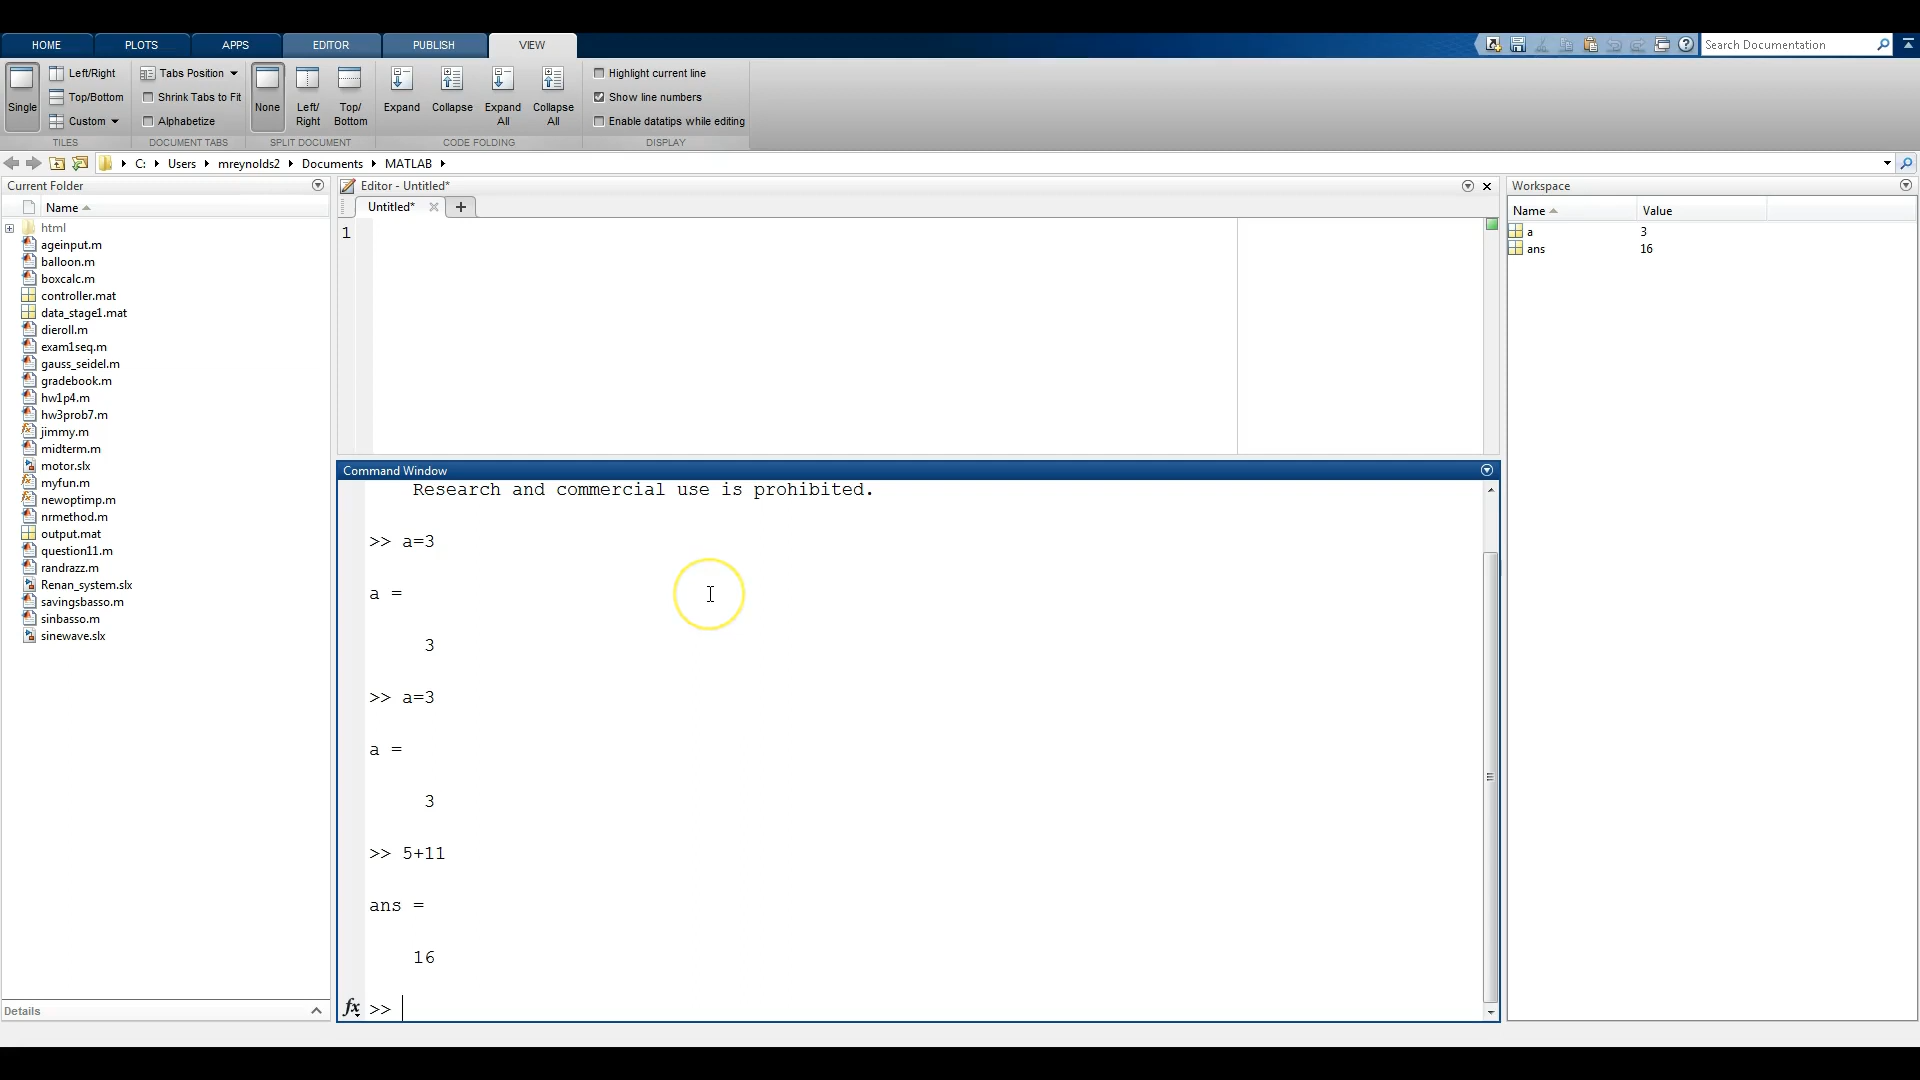 HOME PLOTS APPS EDITOR PUBLISH VIEW Search Documentation
Single
Left/Right
Top/Bottom
Custom
TILES
Tabs Position
Shrink Tabs to Fit
Alphabetize
DOCUMENT TABS
None
Left/
Right
Top/
Bottom
SPLIT DOCUMENT
Expand
Collapse
Expand
All
Collapse
All
CODE FOLDING
Highlight current line
Show line numbers
Enable datatips while editing
DISPLAY
C: Users mreynolds2 Documents MATLAB
Current Folder
Name
html
ageinput.m
balloon.m
boxcalc.m
controller.mat
data_stage1.mat
dieroll.m
exam1seq.m
gauss_seidel.m
gradebook.m
hw1p4.m
hw3prob7.m
jimmy.m
midterm.m
motor.slx
myfun.m
newoptimp.m
nrmethod.m
output.mat
question11.m
randrazz.m
Renan_system.slx
savingsbasso.m
sinbasso.m
sinewave.slx
Details
Editor - Untitled*
Untitled* +
1
Command Window
Research and commercial use is prohibited.
>> a=3
a =
3
>> a=3
a =
3
>> 5+11
ans =
16
fx >>
Workspace
Name Value
a 3
ans 16